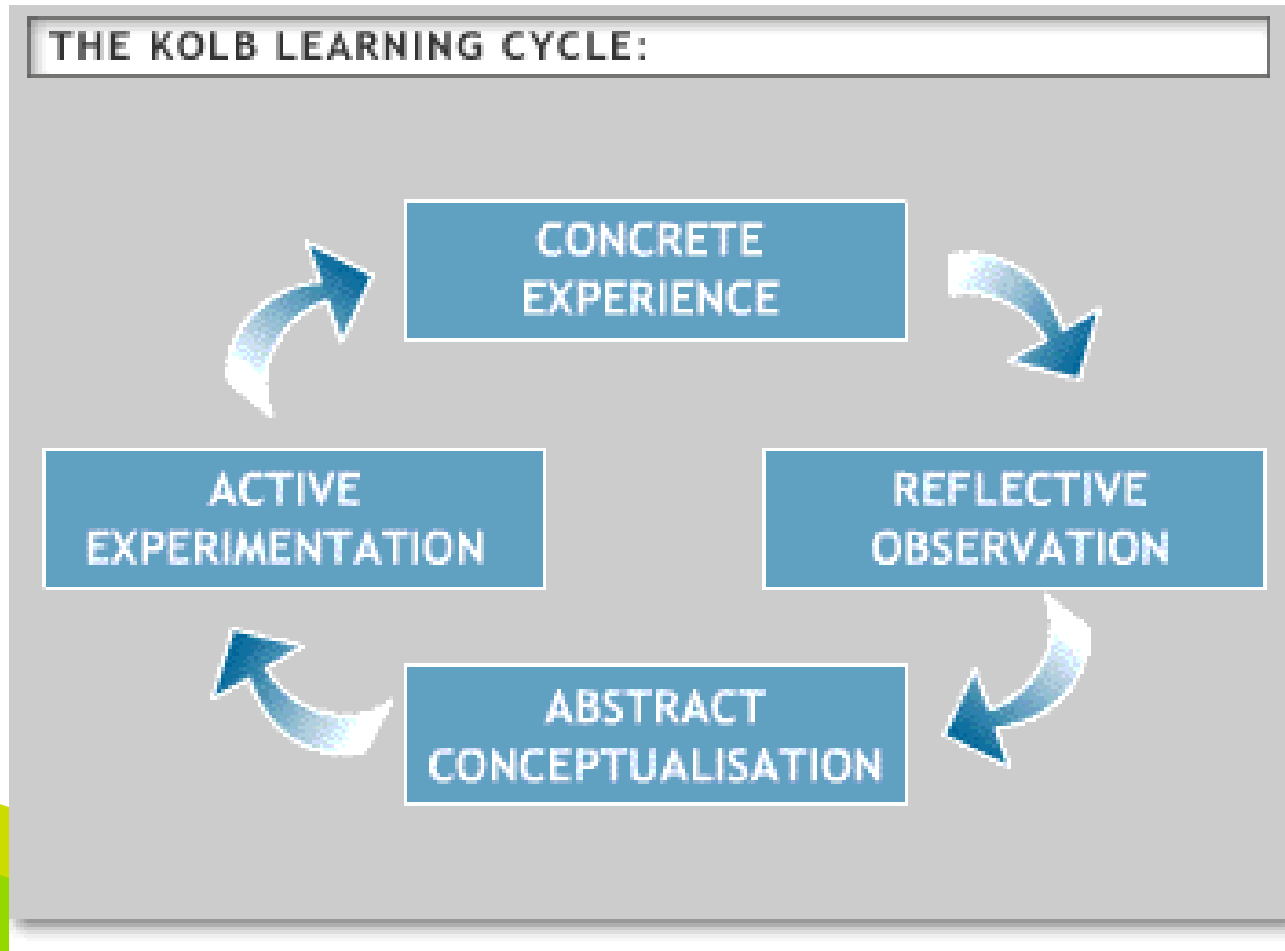 THE KOLB LEARNING CYCLE:
CONCRETE
EXPERIENCE
REFLECTIVE
OBSERVATION
ABSTRACT
CONCEPTUALISATION
ACTIVE
EXPERIMENTATION